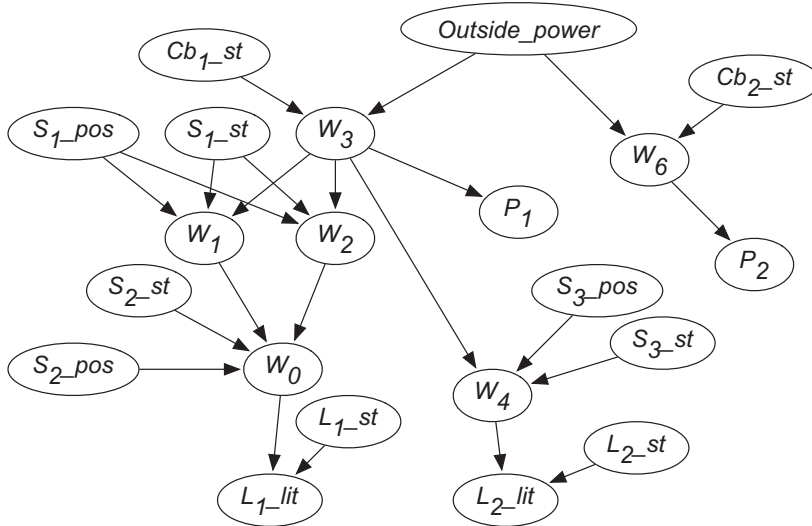 Outside_power
Cb1_st
Cb2_st
S1_pos
S1_st
W3
W6
P1
W1
W2
P2
S2_st
S3_pos
S3_st
S2_pos
W0
W4
L1_st
L2_st
L1_lit
L2_lit